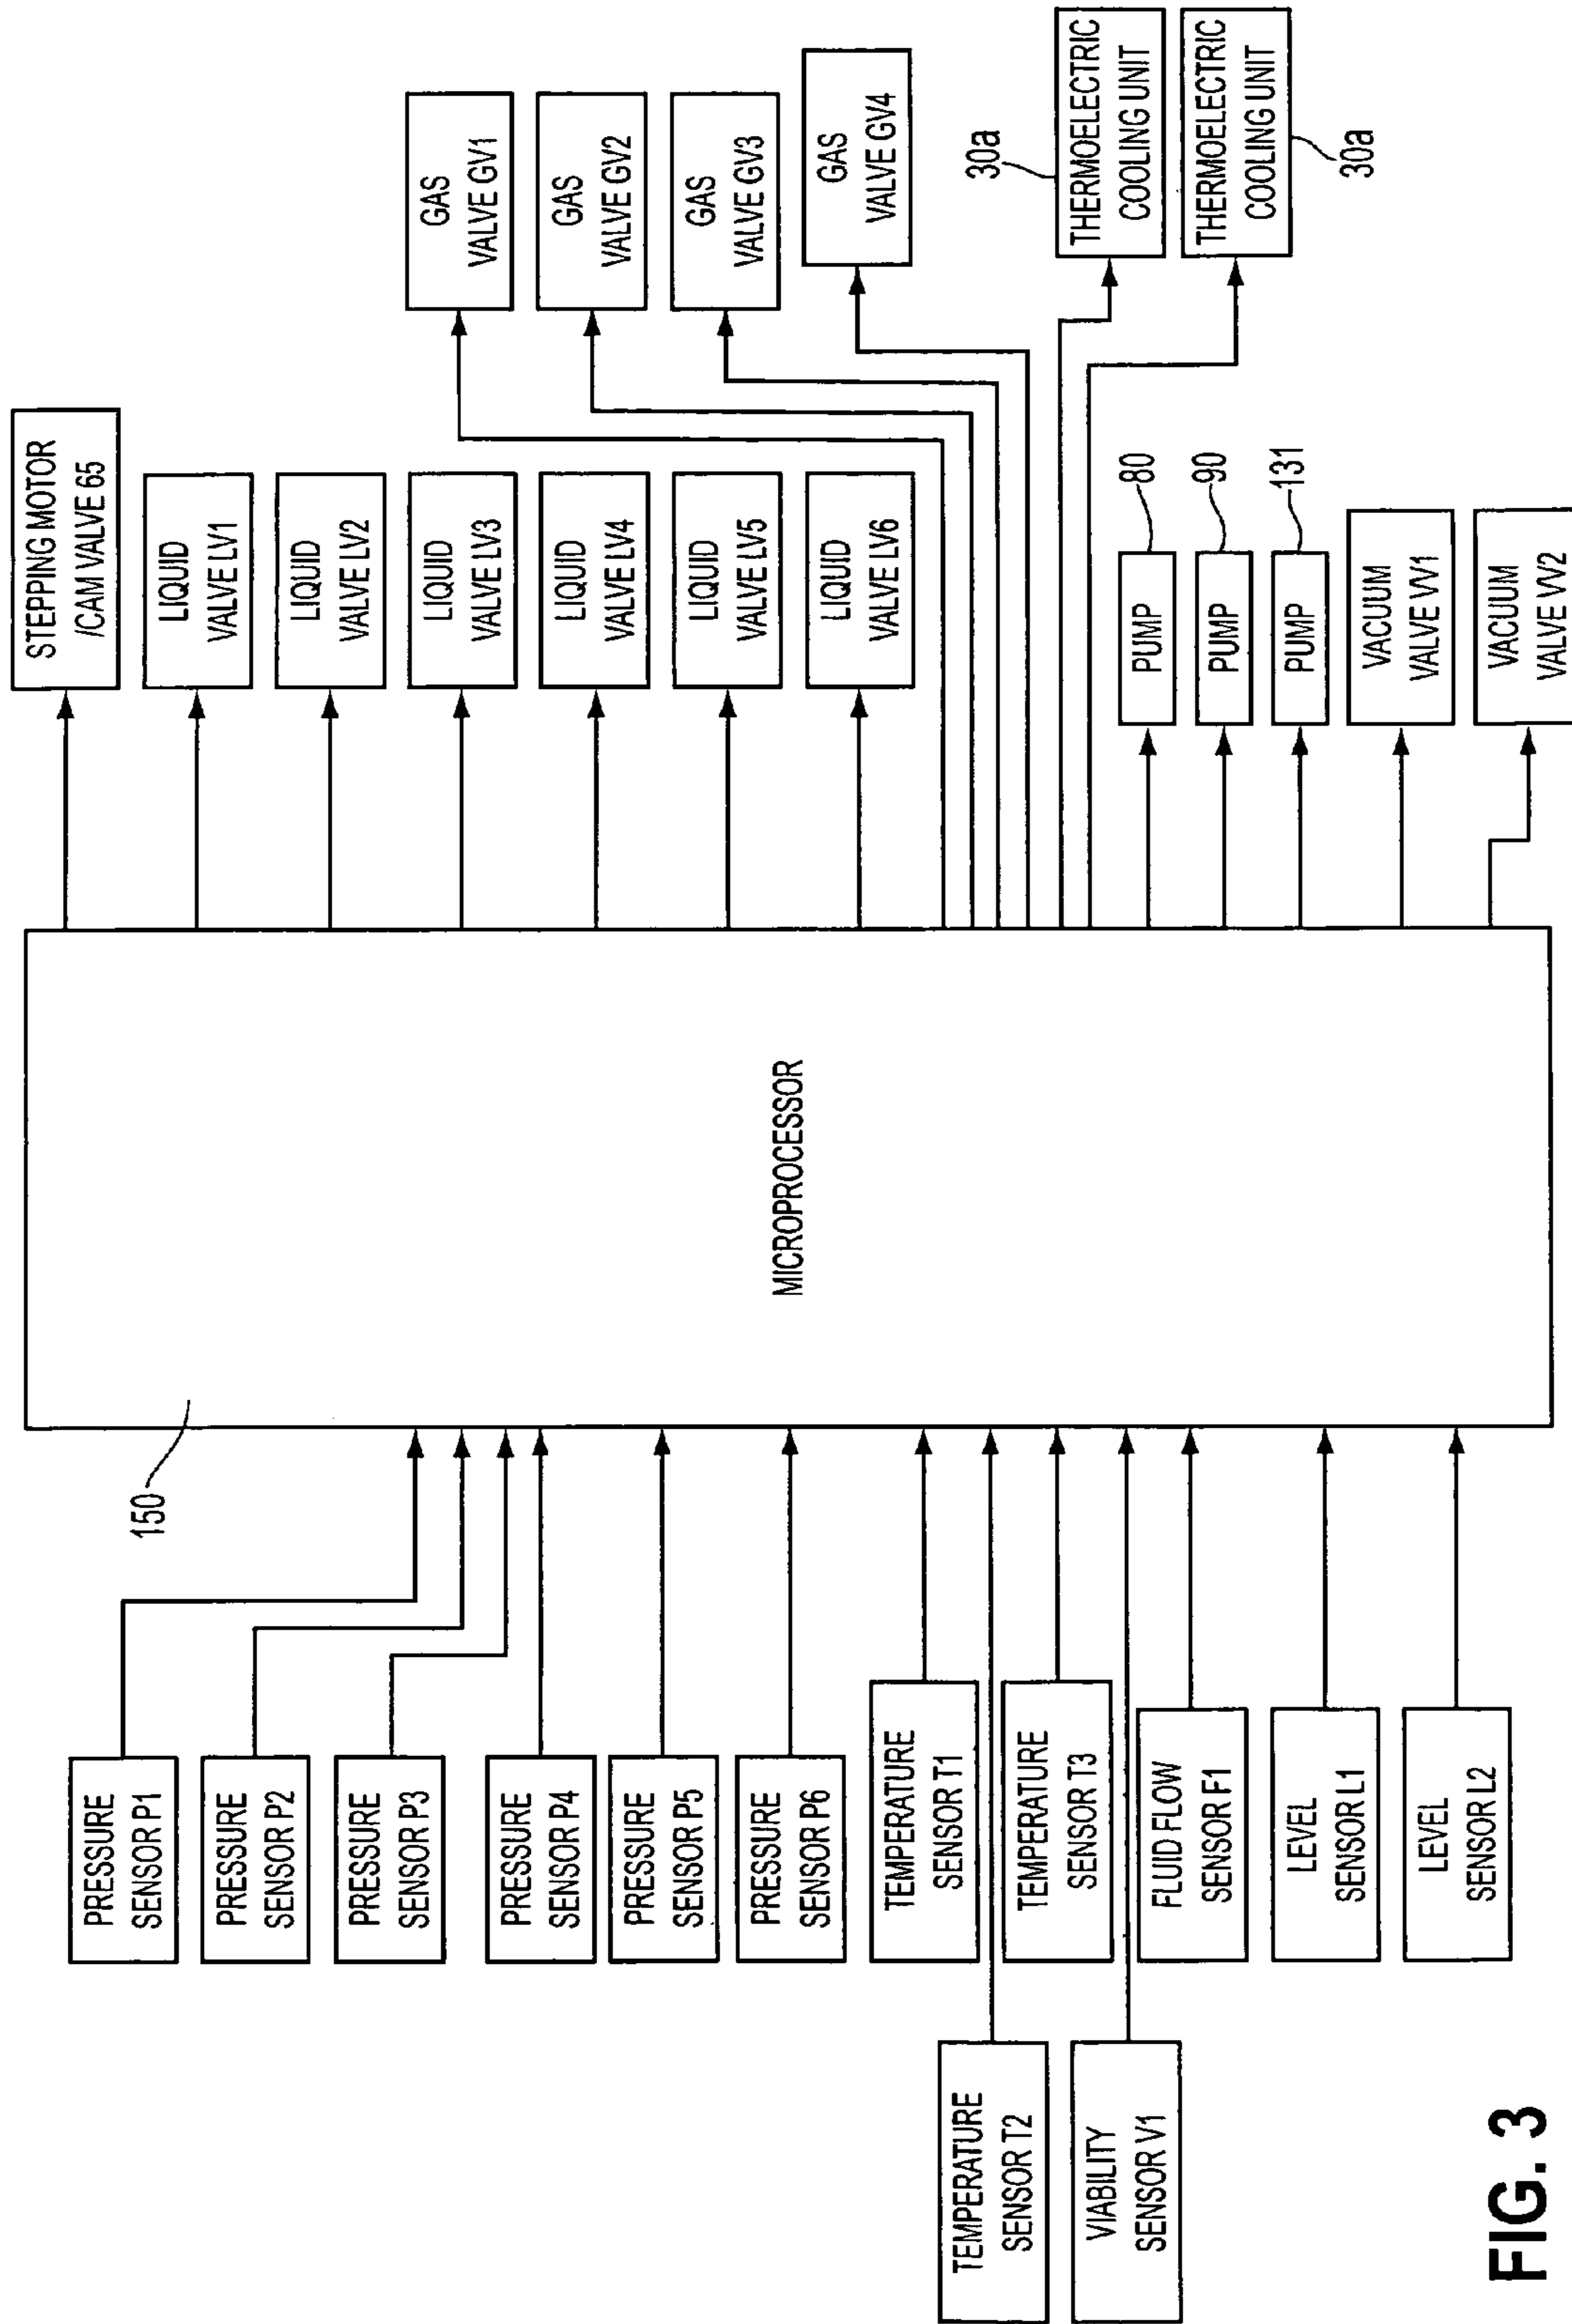 STEPPING MOTOR
/CAM VALVE 65
LIQUID
VALVE LV1
LIQUID
VALVE LV2
LIQUID
VALVE LV3
LIQUID
VALVE LV4
LIQUID
VALVE LV5
LIQUID
VALVE LV6
GAS
VALVE GV1
GAS
VALVE GV2
GAS
VALVE GV3
GAS
VALVE GV4
30a
THERMOELECTRIC
COOLING UNIT
THERMOELECTRIC
COOLING UNIT
30a
PUMP
80
PUMP
90
PUMP
131
VACUUM
VALVE VV1
VACUUM
VALVE VV2
MICROPROCESSOR
150
PRESSURE
SENSOR P1
PRESSURE
SENSOR P2
PRESSURE
SENSOR P3
PRESSURE
SENSOR P4
PRESSURE
SENSOR P5
PRESSURE
SENSOR P6
TEMPERATURE
SENSOR T1
TEMPERATURE
SENSOR T2
TEMPERATURE
SENSOR T3
VIABILITY
SENSOR V1
FLUID FLOW
SENSOR F1
LEVEL
SENSOR L1
LEVEL
SENSOR L2
FIG. 3